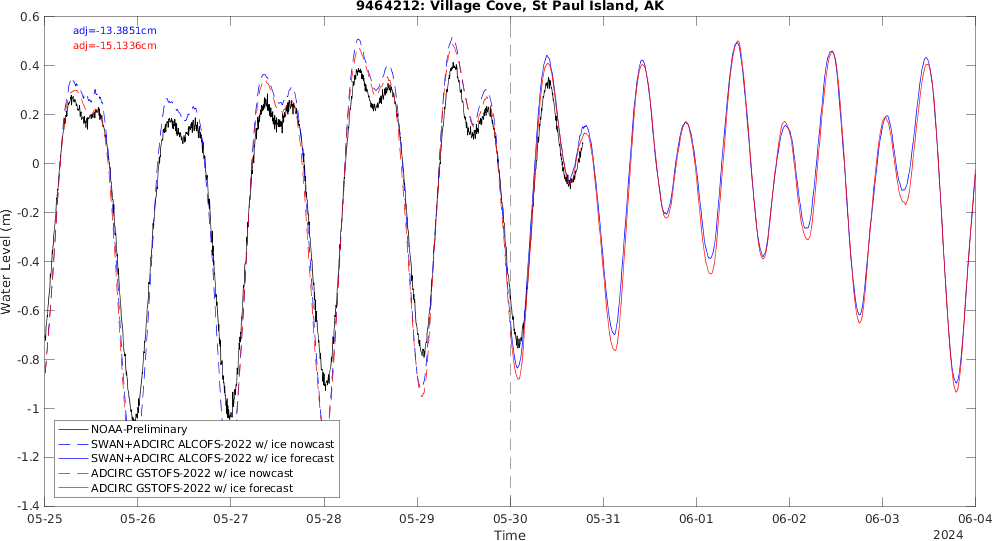 9464212: Village Cove, St Paul Island, AK
adj=-13.3851cm
adj=-15.1336cm
Water Level (m)
0.6
0.4
0.2
0
-0.2
-0.4
-0.6
-0.8
-1
-1.2
-1.4
NOAA-Preliminary
SWAN+ADCIRC ALCOFS-2022 w/ ice nowcast
SWAN+ADCIRC ALCOFS-2022 w/ ice forecast
ADCIRC GSTOFS-2022 w/ ice nowcast
ADCIRC GSTOFS-2022 w/ ice forecast
05-25 05-26 05-27 05-28 05-29 05-30 05-31 06-01 06-02 06-03 06-04
Time
2024